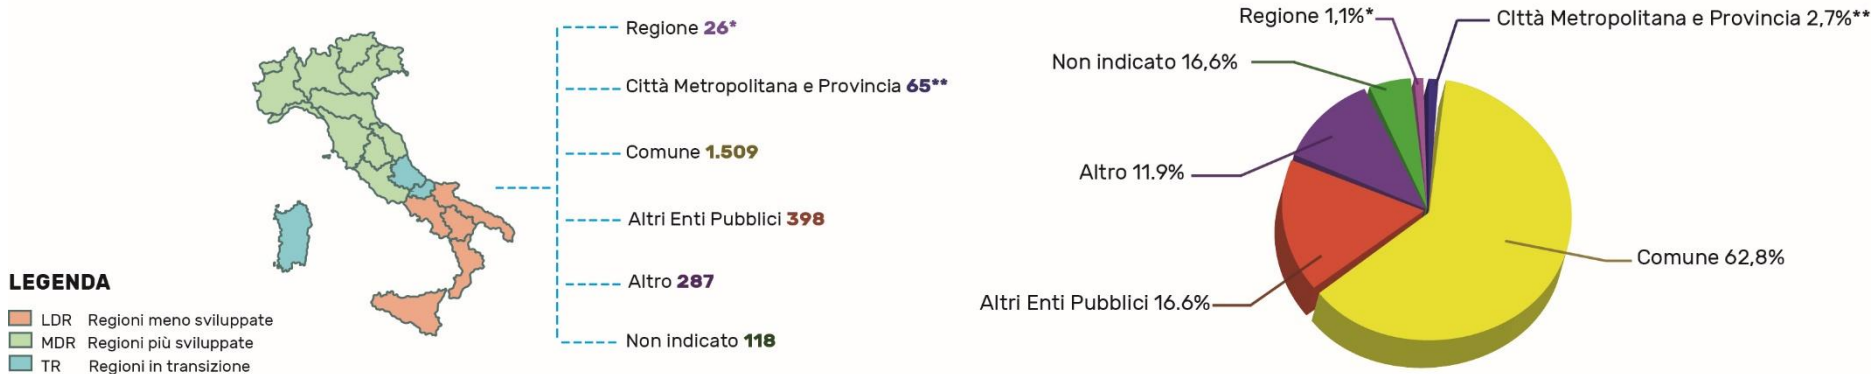 Regione 26*
Città Metropolitana e Provincia 65**
Comune 1.509
Altri Enti Pubblici 398
Altro 287
Non indicato 118
LEGENDA
LDR Regioni meno sviluppate
MDR Regioni più sviluppate
TR Regioni in transizione
Regione 1,1%*
CIttà Metropolitana e Provincia 2,7%**
Non indicato 16,6%
Altro 11.9%
Comune 62,8%
Altri Enti Pubblici 16.6%